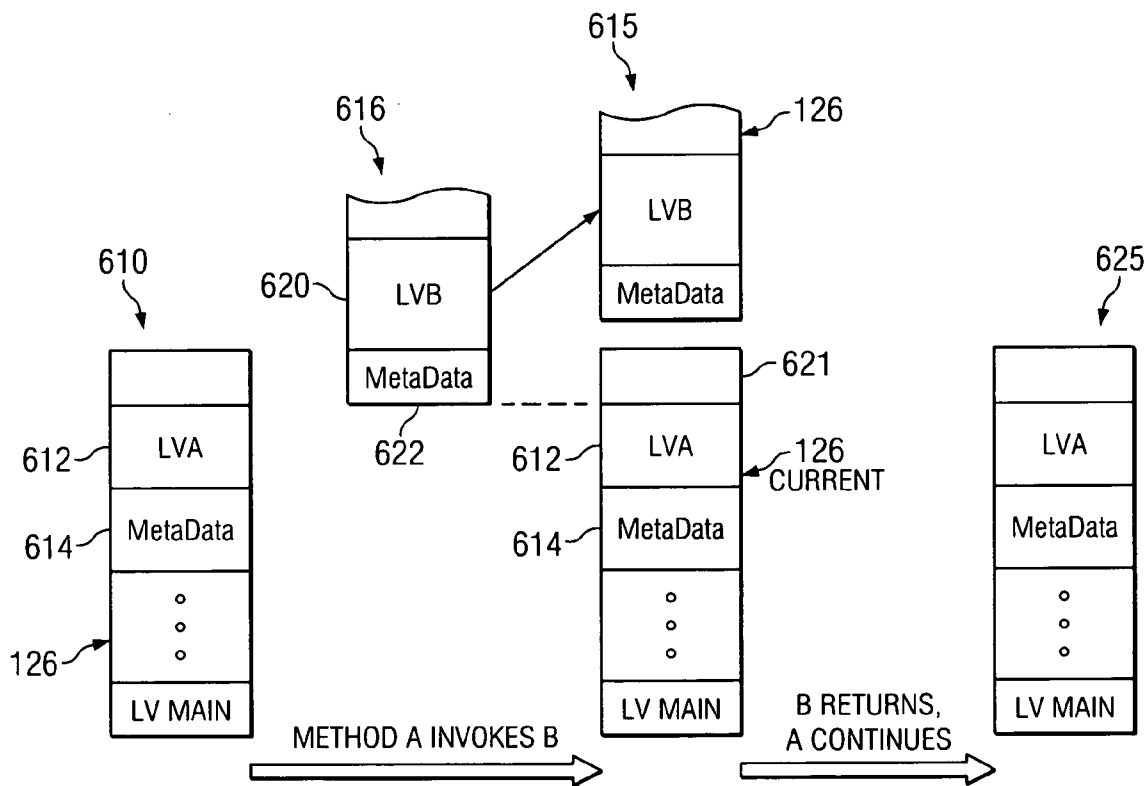 615
126
616
LVB
610
620
LVB
MetaData
625
MetaData
621
622
612
LVA
612
LVA
126
CURRENT
LVA
614
MetaData
614
MetaData
MetaData
126
LV MAIN
LV MAIN
LV MAIN
METHOD A INVOKES B
B RETURNS,
A CONTINUES